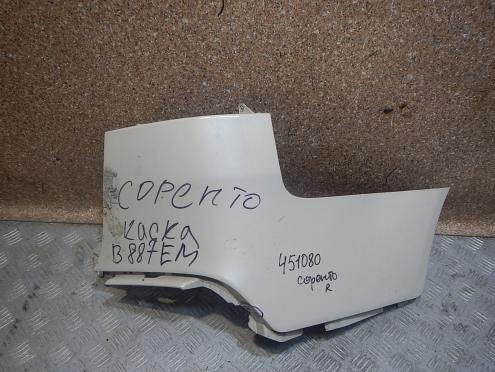 Соренто
Каска
В887ЕМ
451080
Соренто
R